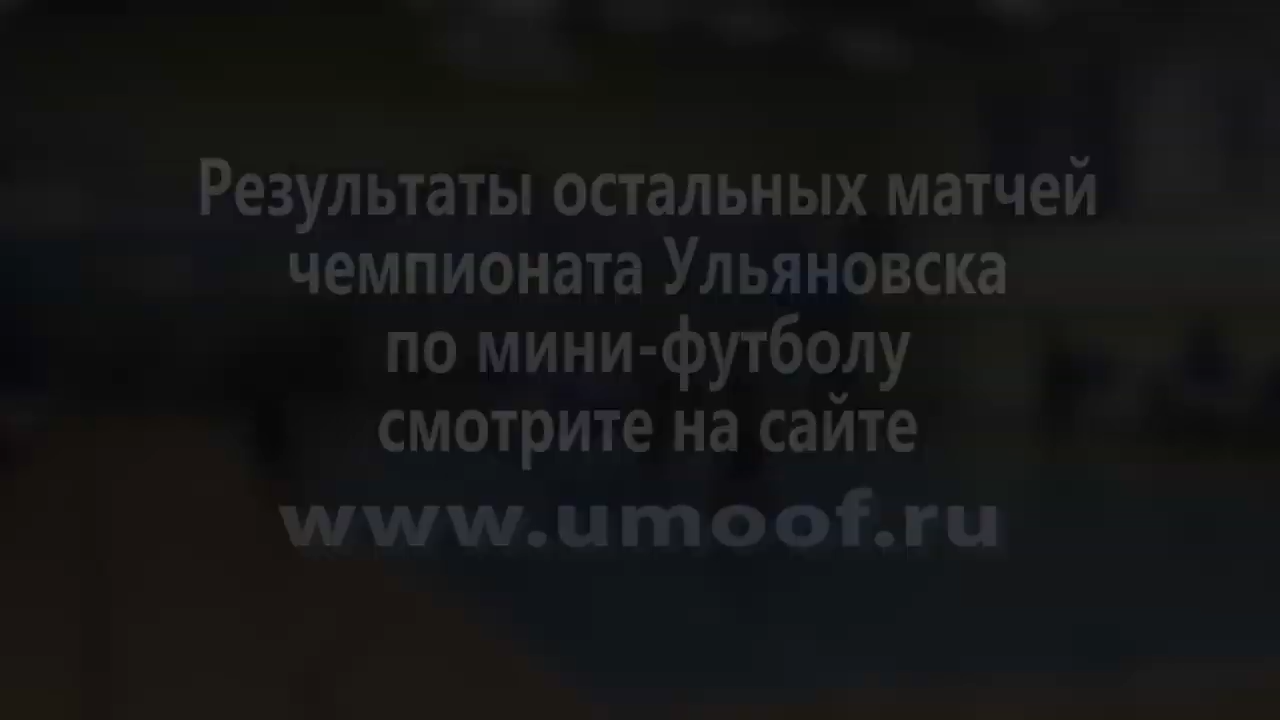 Результаты остальных матчей
чемпионата Ульяновска
по мини-футболу
смотрите на сайте
www.umoof.ru